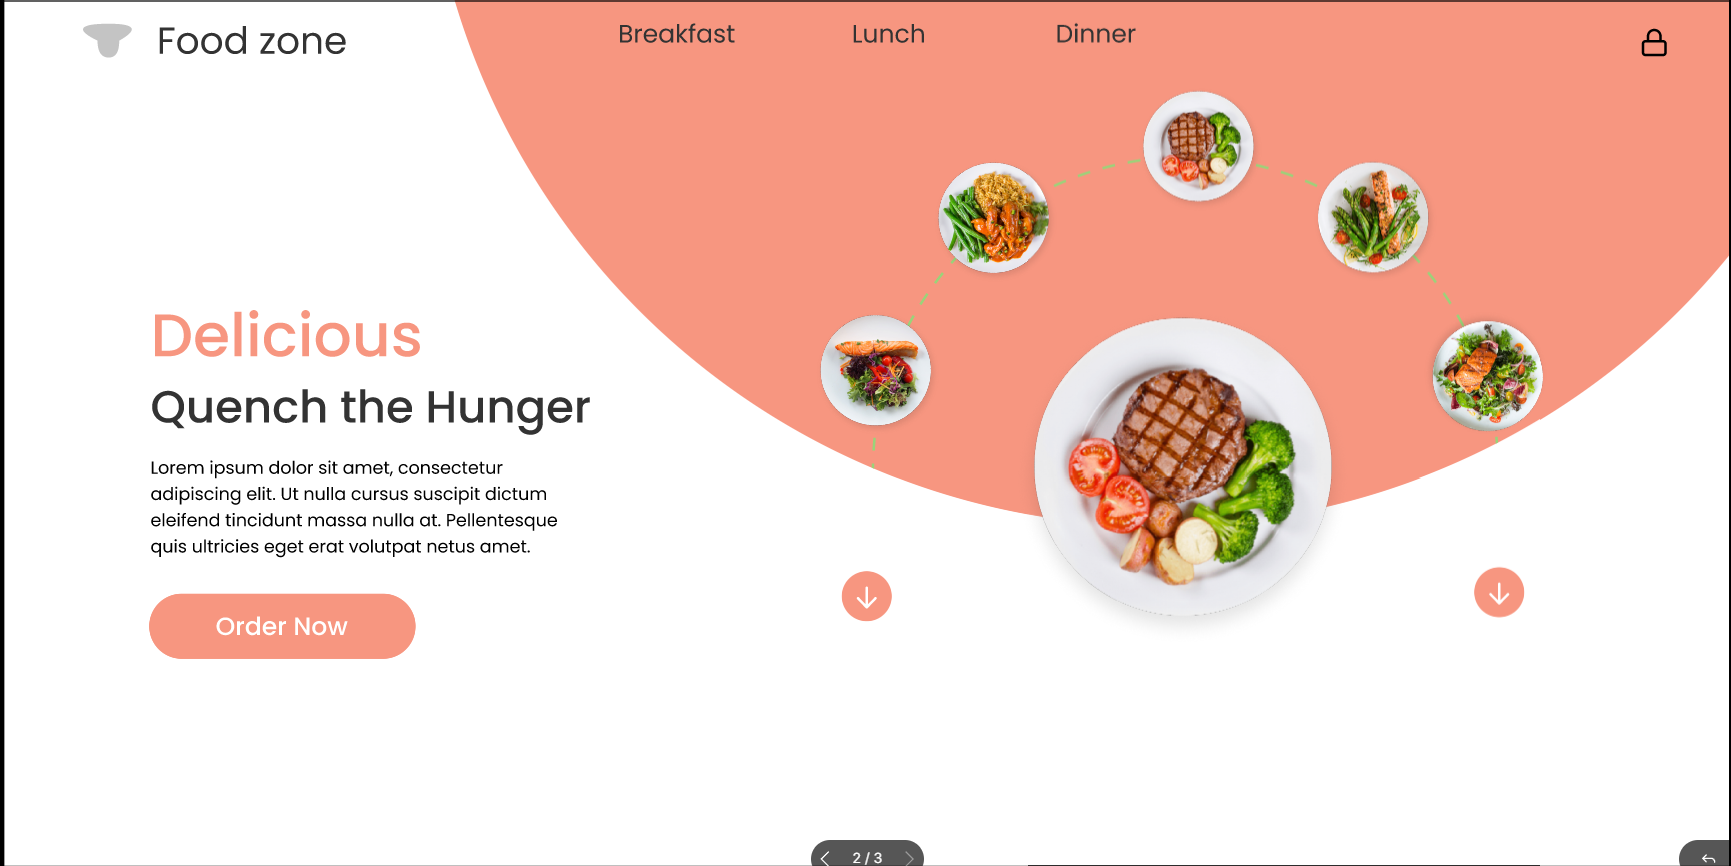 Food zone
Breakfast
Lunch
Dinner
Delicious
Quench the Hunger
Lorem ipsum dolor sit amet, consectetur
adipiscing elit. Ut nulla cursus suscipit dictum
eleifend tincidunt massa nulla at. Pellentesque
quis ultricies eget erat volutpat netus amet.
Order Now
2 / 3